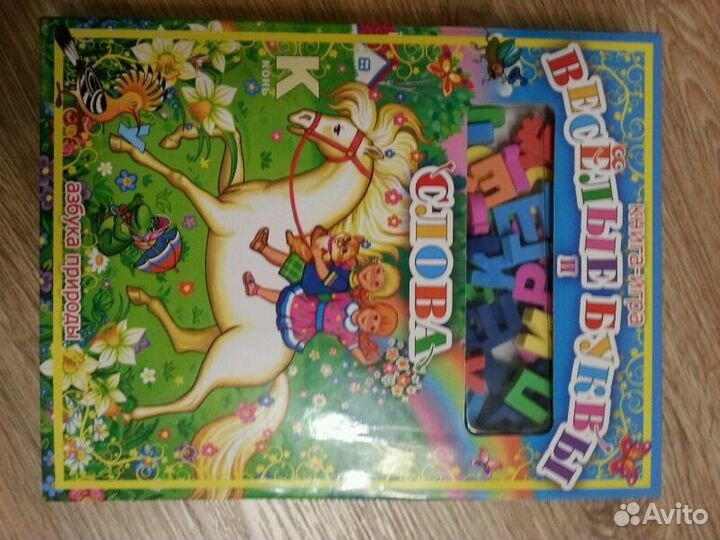 книга-игра
ВЕСЁЛЫЕ БУКВЫ
и
СЛОВА
К
конь
азбука природы
Avito